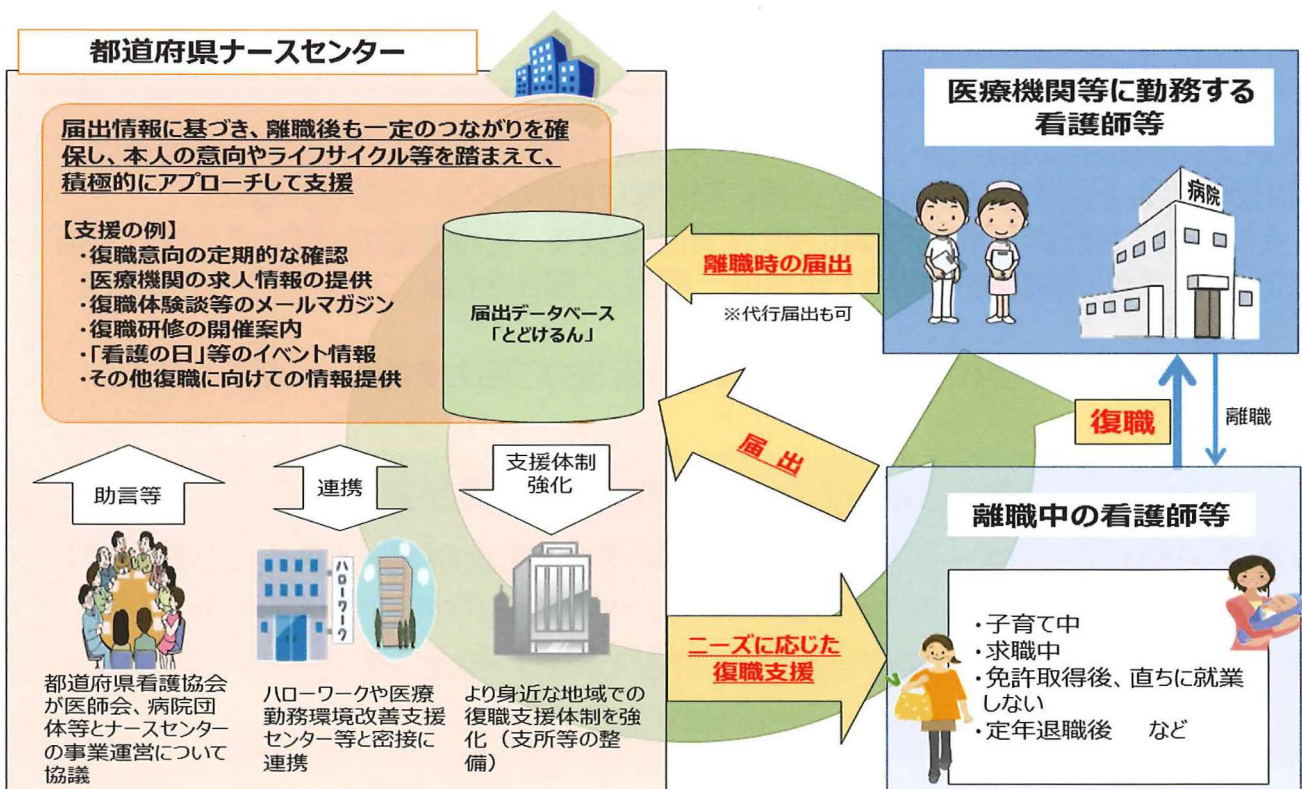 都道府県ナースセンター
届出情報に基づき、離職後も一定のつながりを確
保し、本人の意向やライフサイクル等を踏まえて、
積極的にアプローチして支援
【支援の例】
・復職意向の定期的な確認
・医療機関の求人情報の提供
・復職体験談等のメールマガジン
・復職研修の開催案内
・「看護の日」等のイベント情報
・その他復職に向けての情報提供
届出データベース
「とどけるん」
助言等
連携
支援体制
強化
ハローワーク
都道府県看護協会
が医師会、病院団
体等とナースセンター
の事業運営について
協議
ハローワークや医療
勤務環境改善支援
センター等と密接に
連携
より身近な地域での
復職支援体制を強
化（支所等の整
備）
離職時の届出
※代行届出も可
届出
ニーズに応じた
復職支援
医療機関等に勤務する
看護師等
病院
復職
離職
離職中の看護師等
・子育て中
・求職中
・免許取得後、直ちに就業
しない
・定年退職後　など